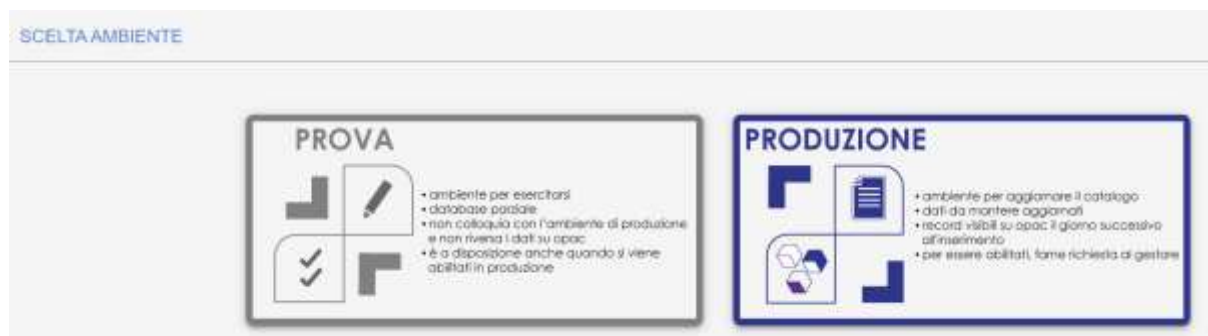 SCELTA AMBIENTE
PROVA
• ambiente per esercitarsi
• database parziale
• non colloquia con l'ambiente di produzione
e non riversa i dati su opac
• è a disposizione anche quando si viene
abilitati in produzione
PRODUZIONE
• ambiente per aggiornare il catalogo
• dati da mantere aggiornati
• record visibili su opac il giorno successivo
all'inserimento
• per essere abilitati, farne richiesta al gestore